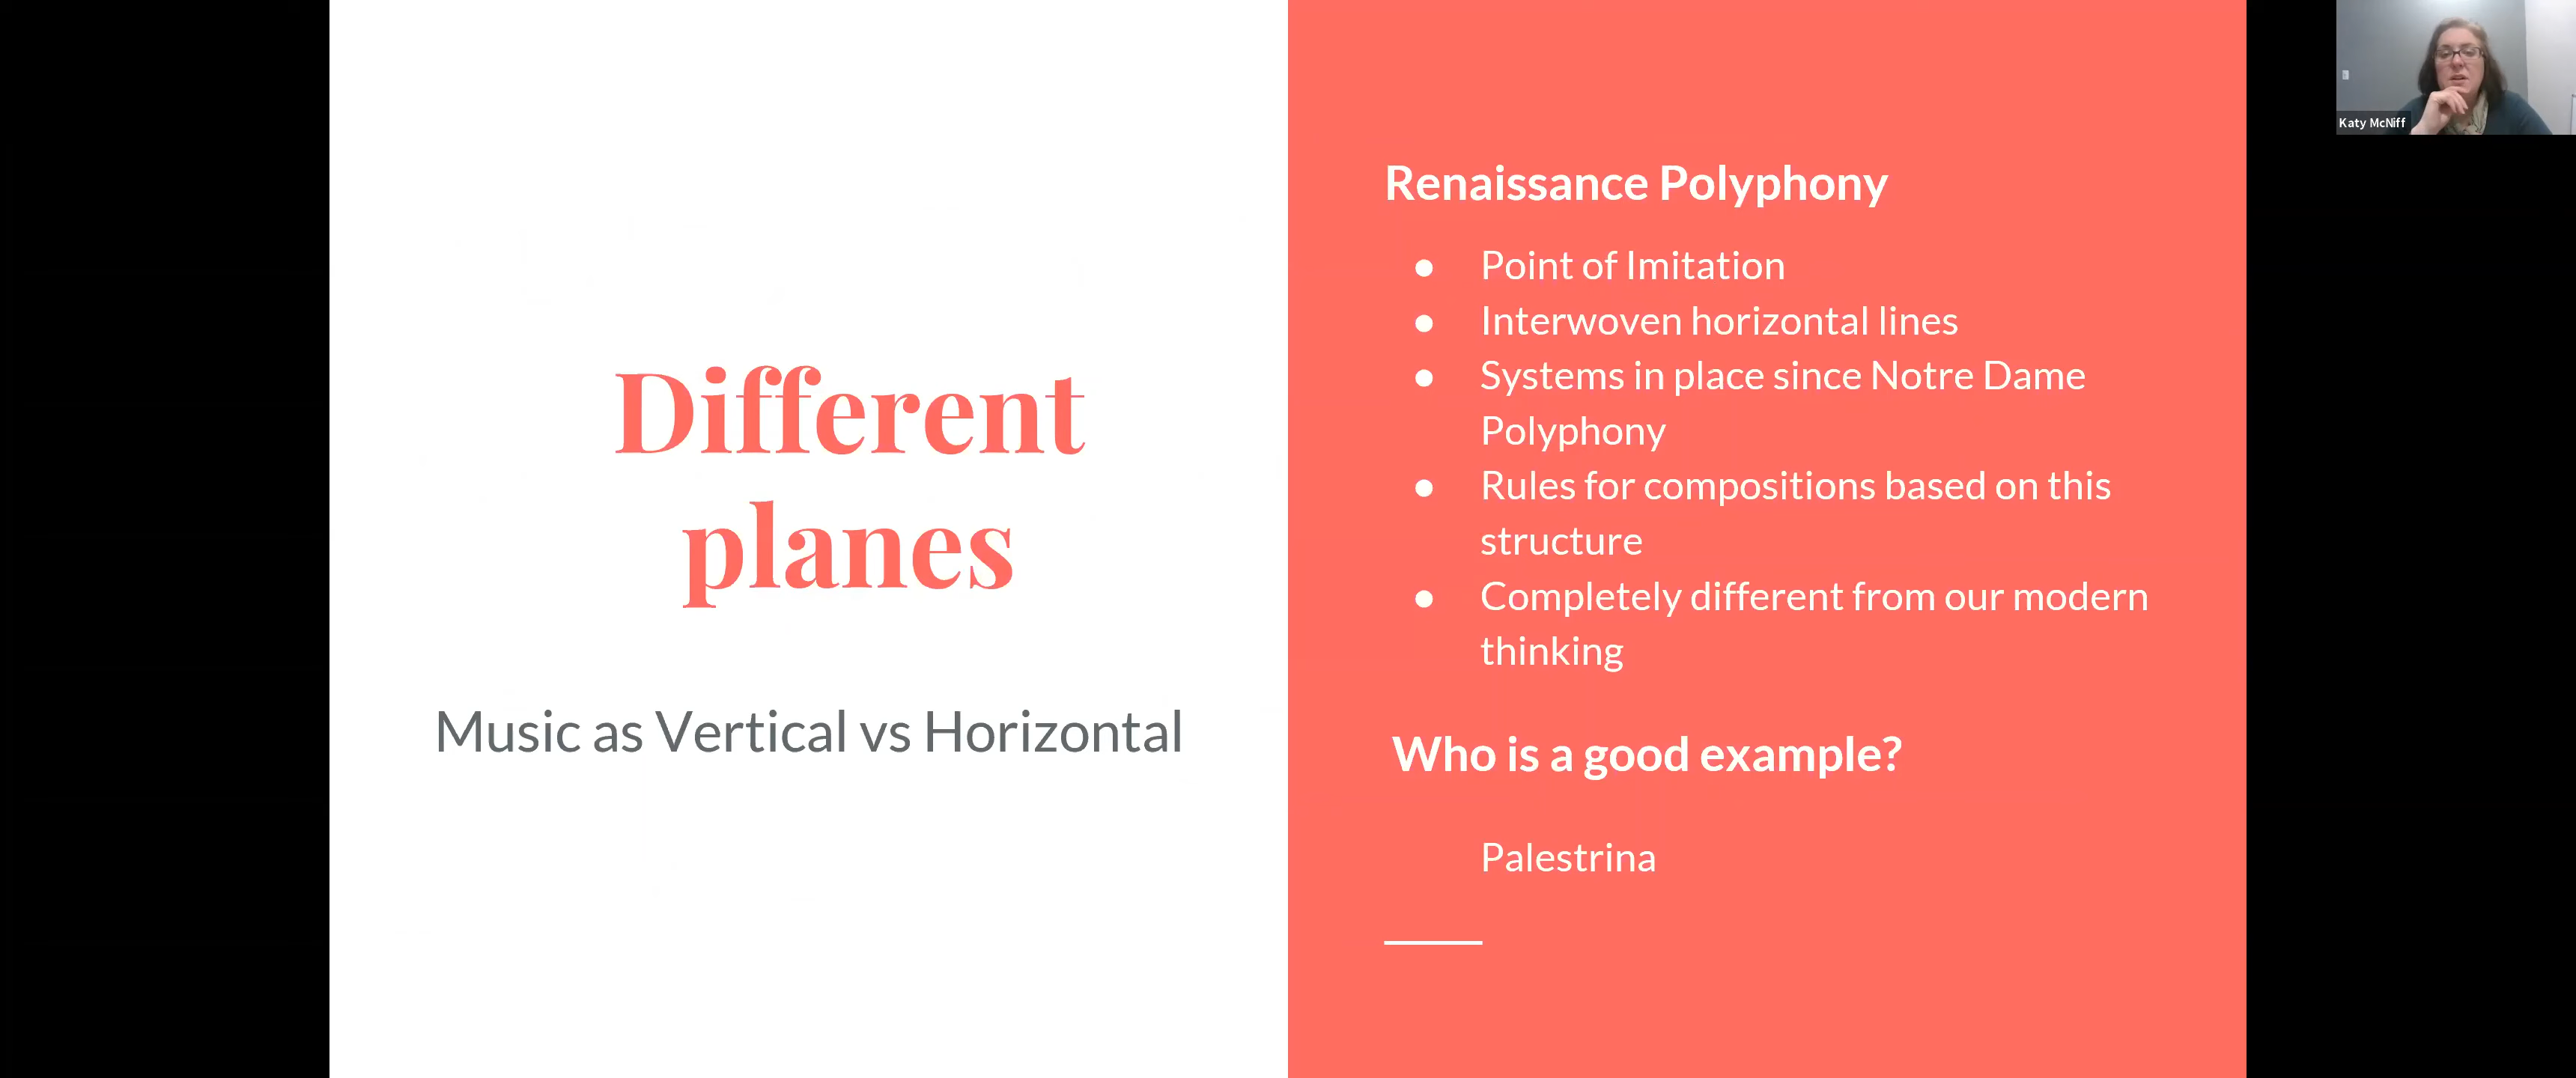 Different
planes
Music as Vertical vs Horizontal
Renaissance Polyphony
● Point of Imitation
● Interwoven horizontal lines
● Systems in place since Notre Dame
Polyphony
● Rules for compositions based on this
structure
● Completely different from our modern
thinking
Who is a good example?
Palestrina
Katy McNiff